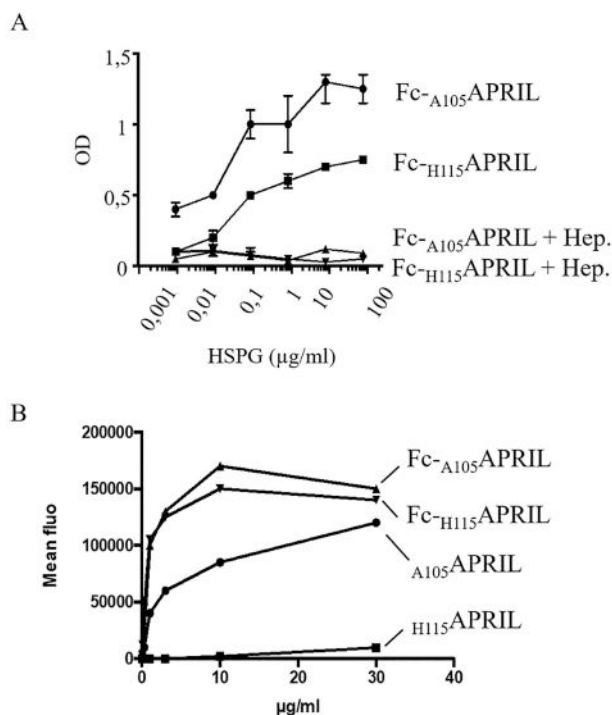 A
1,5
1
0,5
0
OD
0,001
0,01
0,1
1
10
100
HSPG (µg/ml)
Fc-A105APRIL
Fc-H115APRIL
Fc-A105APRIL + Hep.
Fc-H115APRIL + Hep.
B
200000
150000
100000
50000
0
Mean fluo
0
10
20
30
40
µg/ml
Fc-A105APRIL
Fc-H115APRIL
A105APRIL
H115APRIL